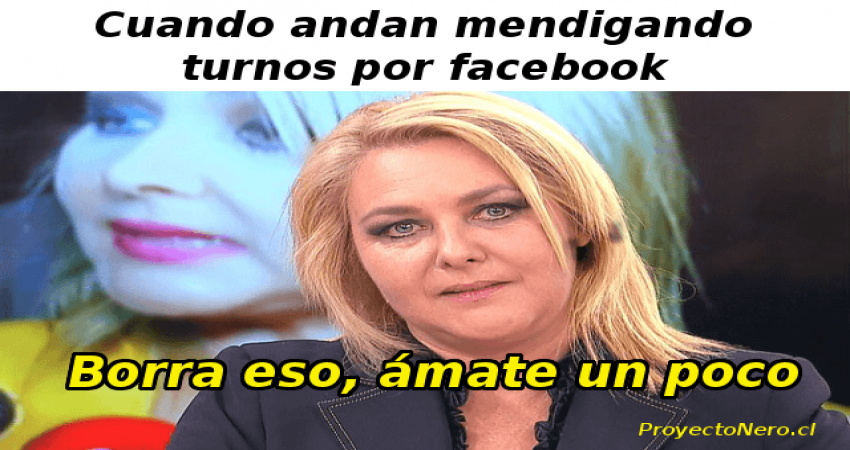 Cuando andan mendigando
turnos por facebook
Borra eso, ámate un poco
ProyectoNero.cl